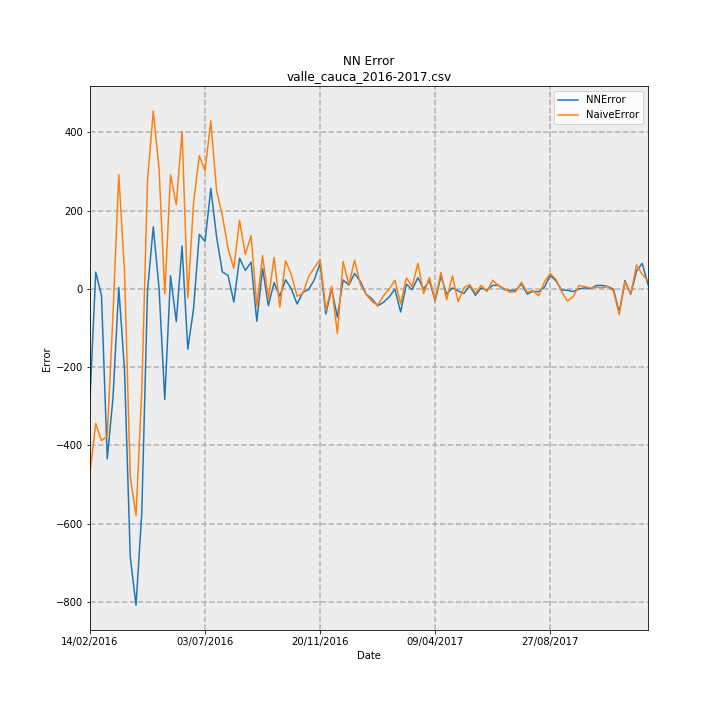 NN Error
valle_cauca_2016-2017.csv
NNError
NaiveError
400
200
0
−200
−400
−600
−800
Error
14/02/2016
03/07/2016
20/11/2016
09/04/2017
27/08/2017
Date